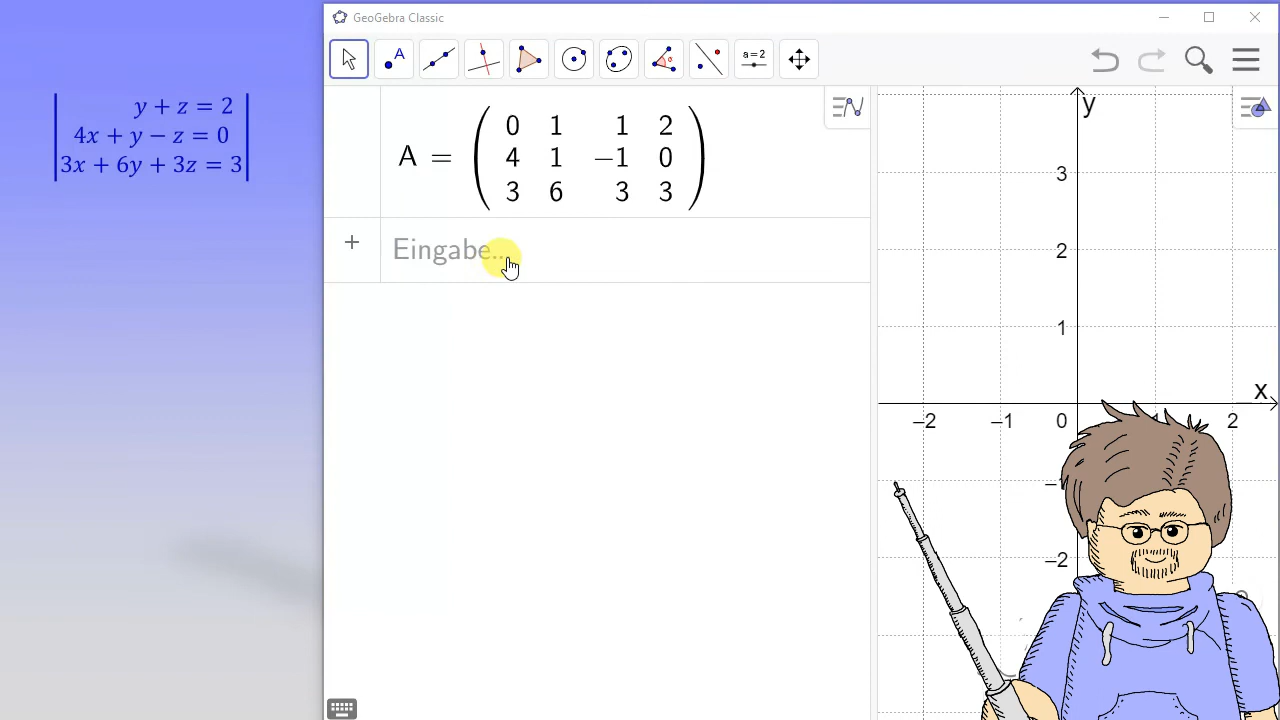 GeoGebra Classic
A
α
a=2
y + z = 2
4x + y − z = 0
3x + 6y + 3z = 3
A = ( 0 1 1 2
4 1 −1 0
3 6 3 3 )
+ Eingabe...
y
3
2
1
x
−2 −1 0 2
−2